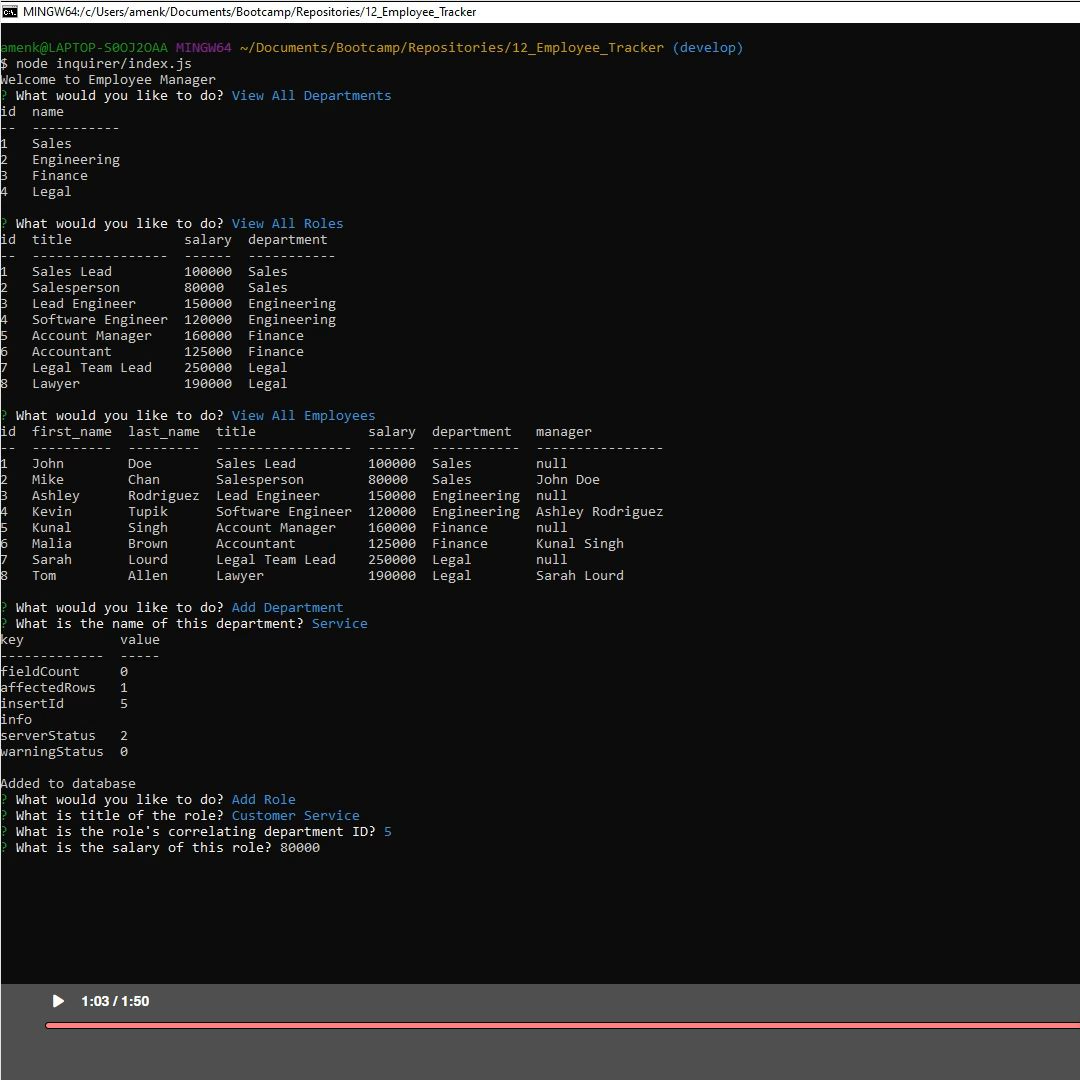 MINGW64:/c/Users/amenk/Documents/Bootcamp/Repositories/12_Employee_Tracker
amenk@LAPTOP-S0OJ2OAA MINGW64 ~/Documents/Bootcamp/Repositories/12_Employee_Tracker (develop)
$ node inquirer/index.js
Welcome to Employee Manager
? What would you like to do? View All Departments
id  name
--  -----------
1   Sales
2   Engineering
3   Finance
4   Legal
? What would you like to do? View All Roles
id  title              salary  department
--  -----------------  ------  -----------
1   Sales Lead         100000  Sales
2   Salesperson        80000   Sales
3   Lead Engineer      150000  Engineering
4   Software Engineer  120000  Engineering
5   Account Manager    160000  Finance
6   Accountant         125000  Finance
7   Legal Team Lead    250000  Legal
8   Lawyer             190000  Legal
? What would you like to do? View All Employees
id  first_name  last_name  title              salary  department   manager
--  ----------  ---------  -----------------  ------  -----------  ----------------
1   John        Doe        Sales Lead         100000  Sales        null
2   Mike        Chan       Salesperson        80000   Sales        John Doe
3   Ashley      Rodriguez  Lead Engineer      150000  Engineering  null
4   Kevin       Tupik      Software Engineer  120000  Engineering  Ashley Rodriguez
5   Kunal       Singh      Account Manager    160000  Finance      null
6   Malia       Brown      Accountant         125000  Finance      Kunal Singh
7   Sarah       Lourd      Legal Team Lead    250000  Legal        null
8   Tom         Allen      Lawyer             190000  Legal        Sarah Lourd
? What would you like to do? Add Department
? What is the name of this department? Service
key            value
-------------  -----
fieldCount     0
affectedRows   1
insertId       5
info
serverStatus   2
warningStatus  0
Added to database
? What would you like to do? Add Role
? What is title of the role? Customer Service
? What is the role's correlating department ID? 5
? What is the salary of this role? 80000
1:03 / 1:50